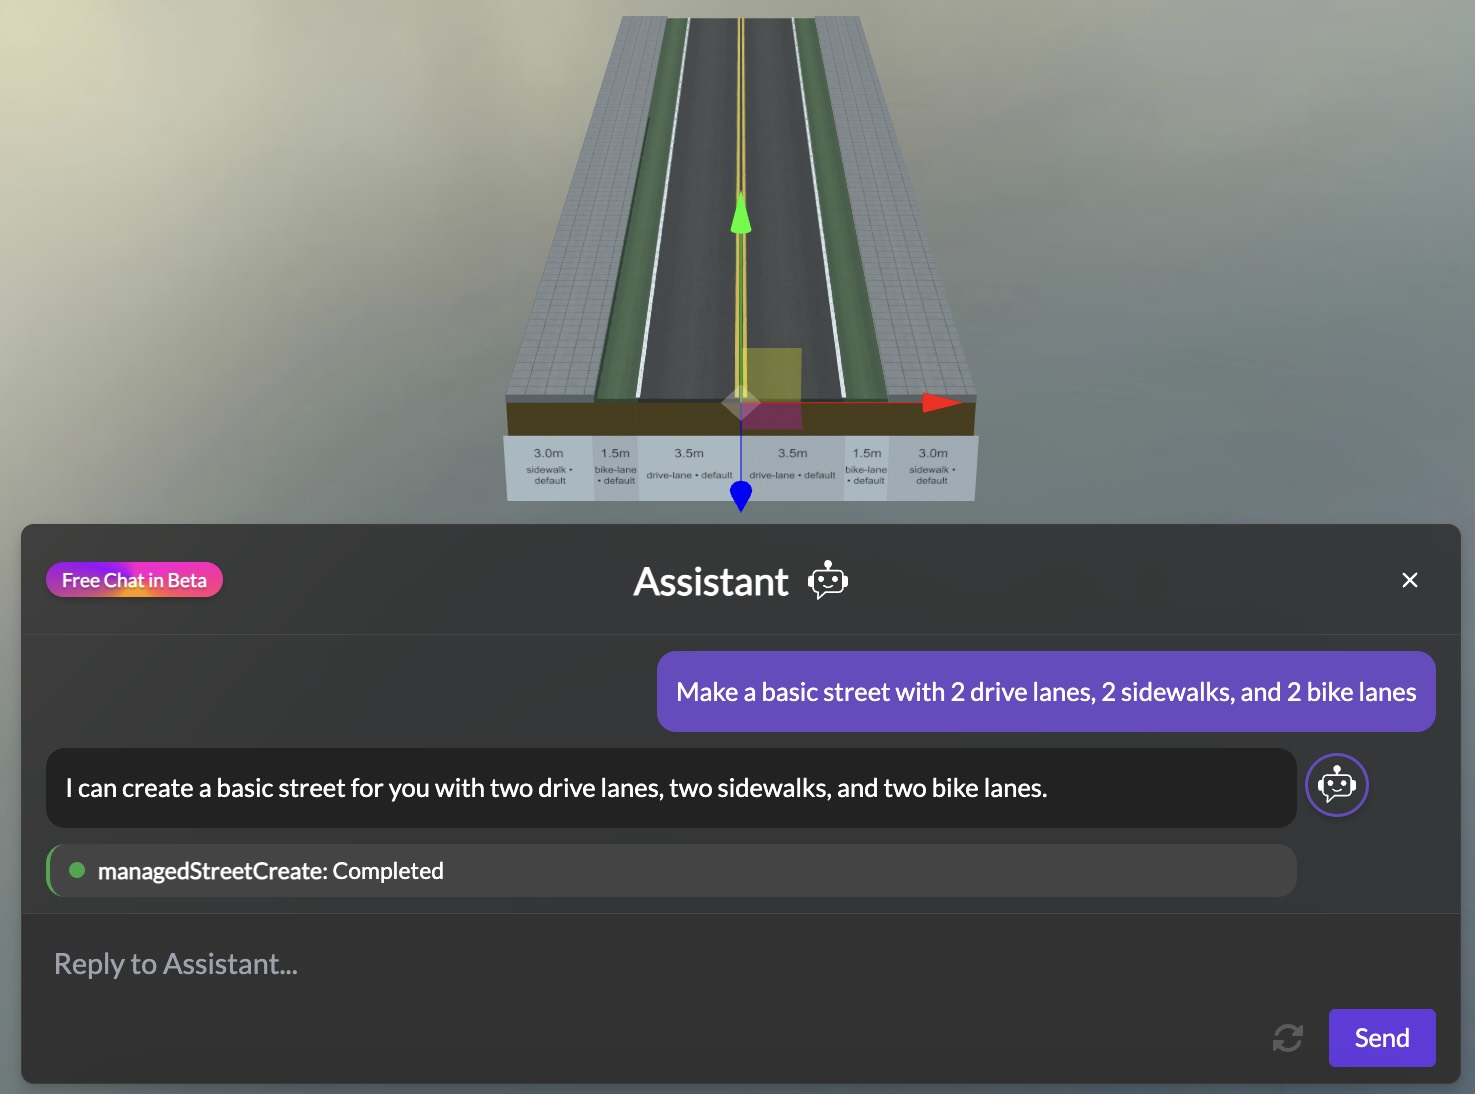 3.0m 1.5m 3.5m 3.5m 1.5m 3.0m
sidewalk • bike-lane drive-lane • default drive-lane • default bike-lane sidewalk •
default • default • default default
Free Chat in Beta
Assistant
Make a basic street with 2 drive lanes, 2 sidewalks, and 2 bike lanes
I can create a basic street for you with two drive lanes, two sidewalks, and two bike lanes.
managedStreetCreate: Completed
Reply to Assistant...
Send